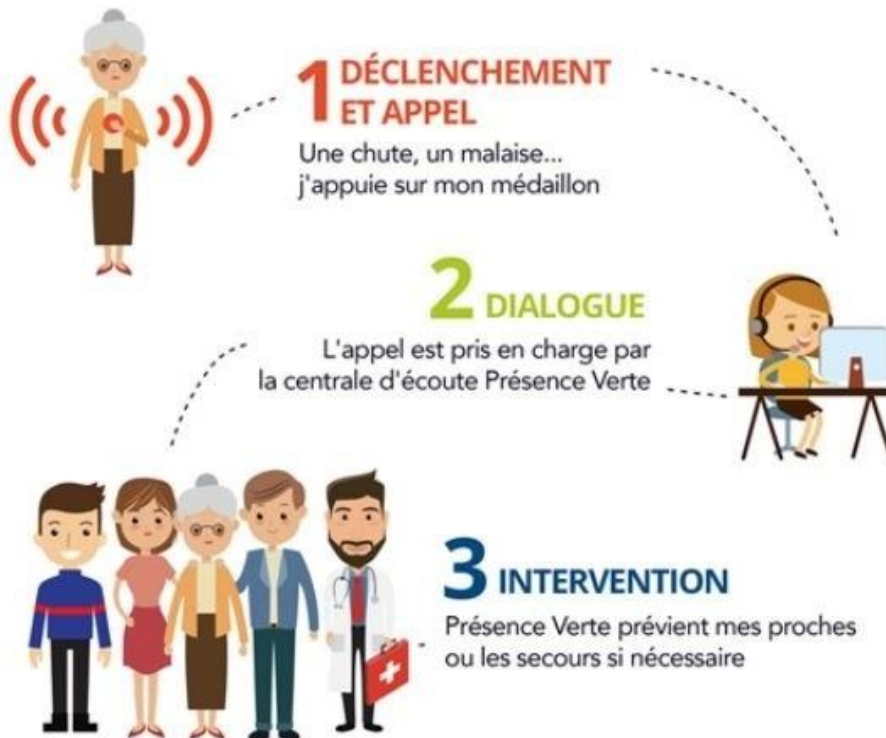 1 DÉCLENCHEMENT
ET APPEL
Une chute, un malaise...
j'appuie sur mon médaillon
2 DIALOGUE
L'appel est pris en charge par
la centrale d'écoute Présence Verte
3 INTERVENTION
Présence Verte prévient mes proches
ou les secours si nécessaire